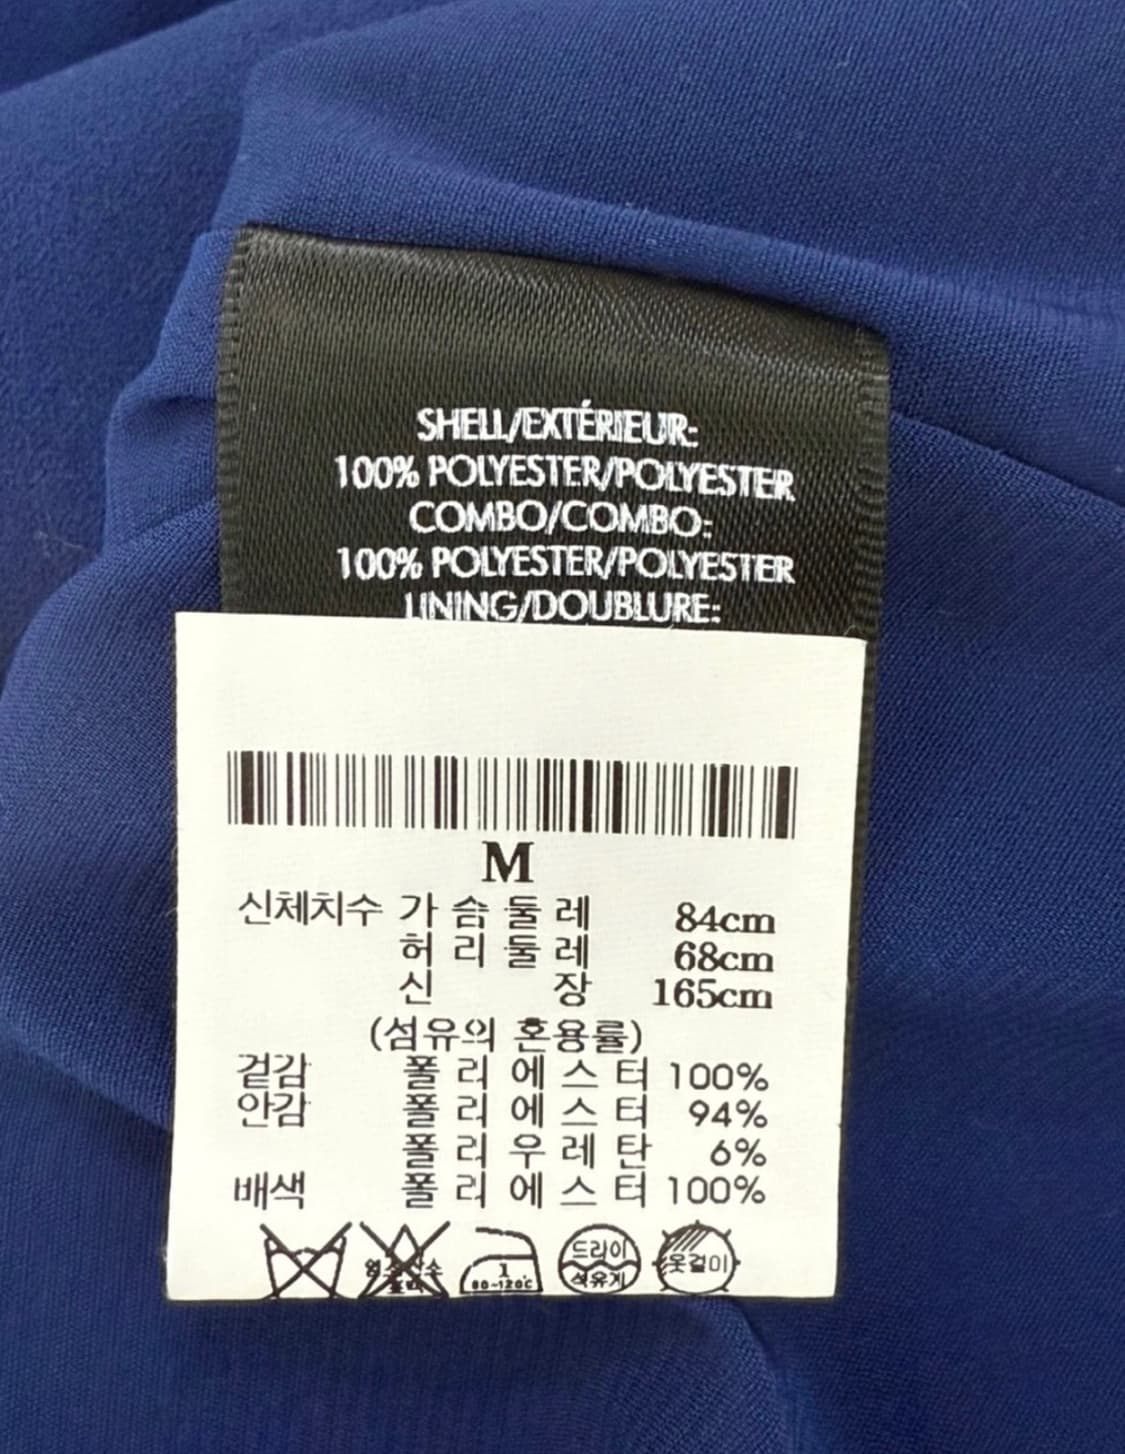 SHELL/EXTÉRIEUR:
100% POLYESTER/POLYESTER
COMBO/COMBO:
100% POLYESTER/POLYESTER
LINING/DOUBLURE:
M
신체치수 가슴둘레 84cm
허리둘레 68cm
신장 165cm
(섬유의 혼용률)
겉감 폴리에스터 100%
안감 폴리에스터 94%
폴리우레탄 6%
배색 폴리에스터 100%
1
80~120℃
드라이
석유계
옷걸이